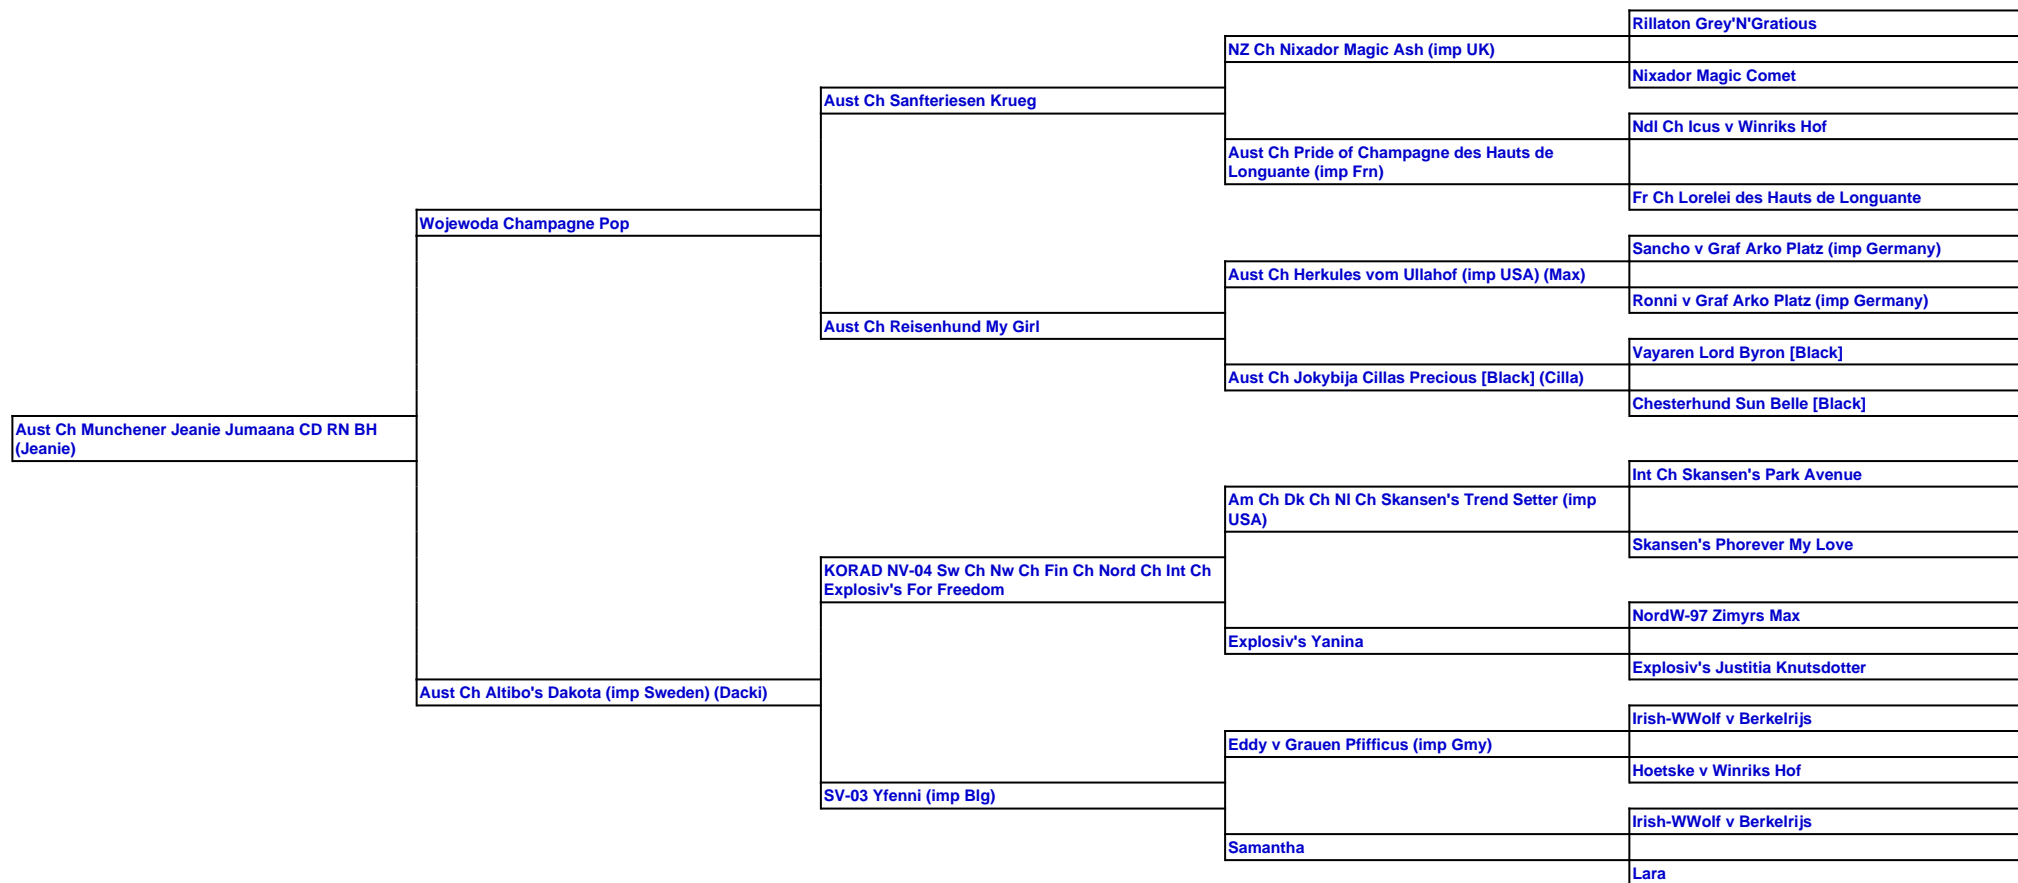 Rillaton Grey'N'Gratious
NZ Ch Nixador Magic Ash (imp UK)
Nixador Magic Comet
Aust Ch Sanfteriesen Krueg
Ndl Ch Icus v Winriks Hof
Aust Ch Pride of Champagne des Hauts de
Longuante (imp Frn)
Fr Ch Lorelei des Hauts de Longuante
Wojewoda Champagne Pop
Sancho v Graf Arko Platz (imp Germany)
Aust Ch Herkules vom Ullahof (imp USA) (Max)
Ronni v Graf Arko Platz (imp Germany)
Aust Ch Reisenhund My Girl
Vayaren Lord Byron [Black]
Aust Ch Jokybija Cillas Precious [Black] (Cilla)
Chesterhund Sun Belle [Black]
Aust Ch Munchener Jeanie Jumaana CD RN BH
(Jeanie)
Int Ch Skansen's Park Avenue
Am Ch Dk Ch Nl Ch Skansen's Trend Setter (imp
USA)
Skansen's Phorever My Love
KORAD NV-04 Sw Ch Nw Ch Fin Ch Nord Ch Int Ch
Explosiv's For Freedom
NordW-97 Zimyrs Max
Explosiv's Yanina
Explosiv's Justitia Knutsdotter
Aust Ch Altibo's Dakota (imp Sweden) (Dacki)
Irish-WWolf v Berkelrijs
Eddy v Grauen Pfifficus (imp Gmy)
Hoetske v Winriks Hof
SV-03 Yfenni (imp Blg)
Irish-WWolf v Berkelrijs
Samantha
Lara